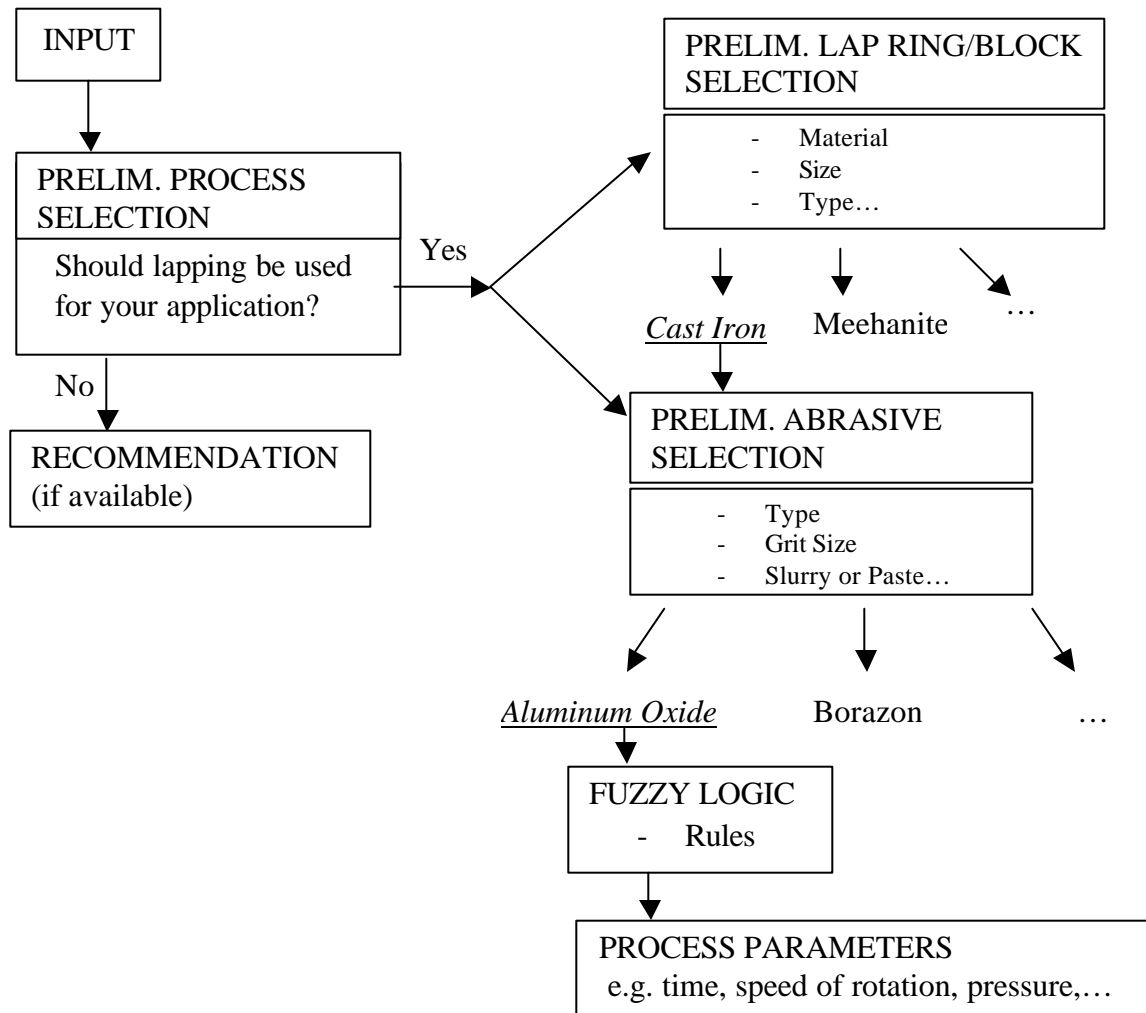 INPUT
PRELIM. PROCESS
SELECTION
Should lapping be used
for your application?
Yes
No
RECOMMENDATION
(if available)
PRELIM. LAP RING/BLOCK
SELECTION
- Material
- Size
- Type…
Cast Iron
Meehanite
…
PRELIM. ABRASIVE
SELECTION
- Type
- Grit Size
- Slurry or Paste…
Aluminum Oxide
Borazon
…
FUZZY LOGIC
- Rules
PROCESS PARAMETERS
e.g. time, speed of rotation, pressure,…